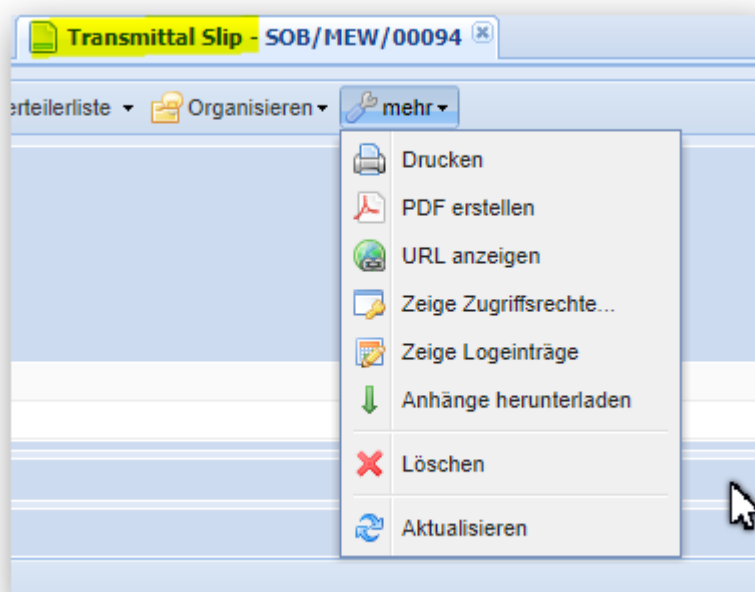 Transmittal Slip - SOB/MEW/00094
erteilerliste Organisieren mehr
Drucken
PDF erstellen
URL anzeigen
Zeige Zugriffsrechte...
Zeige Logeinträge
Anhänge herunterladen
Löschen
Aktualisieren